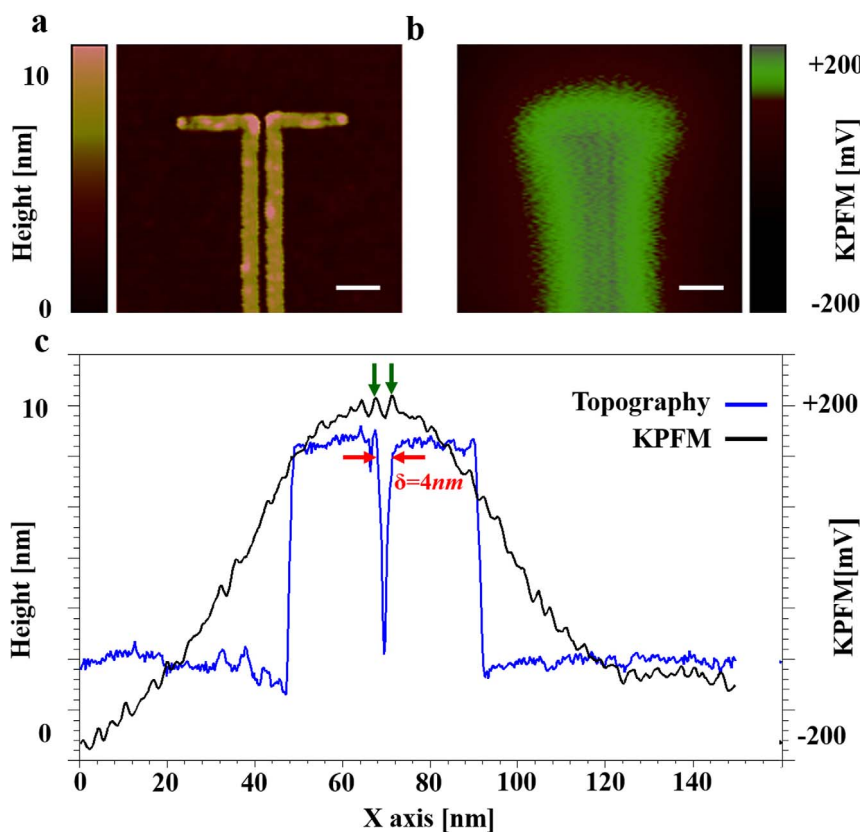 a
b
10
Height [nm]
0
+200
KPFM [mV]
-200
c
10
Height [nm]
0
Topography
KPFM
δ=4nm
+200
KPFM[mV]
-200
0 20 40 60 80 100 120 140
X axis [nm]